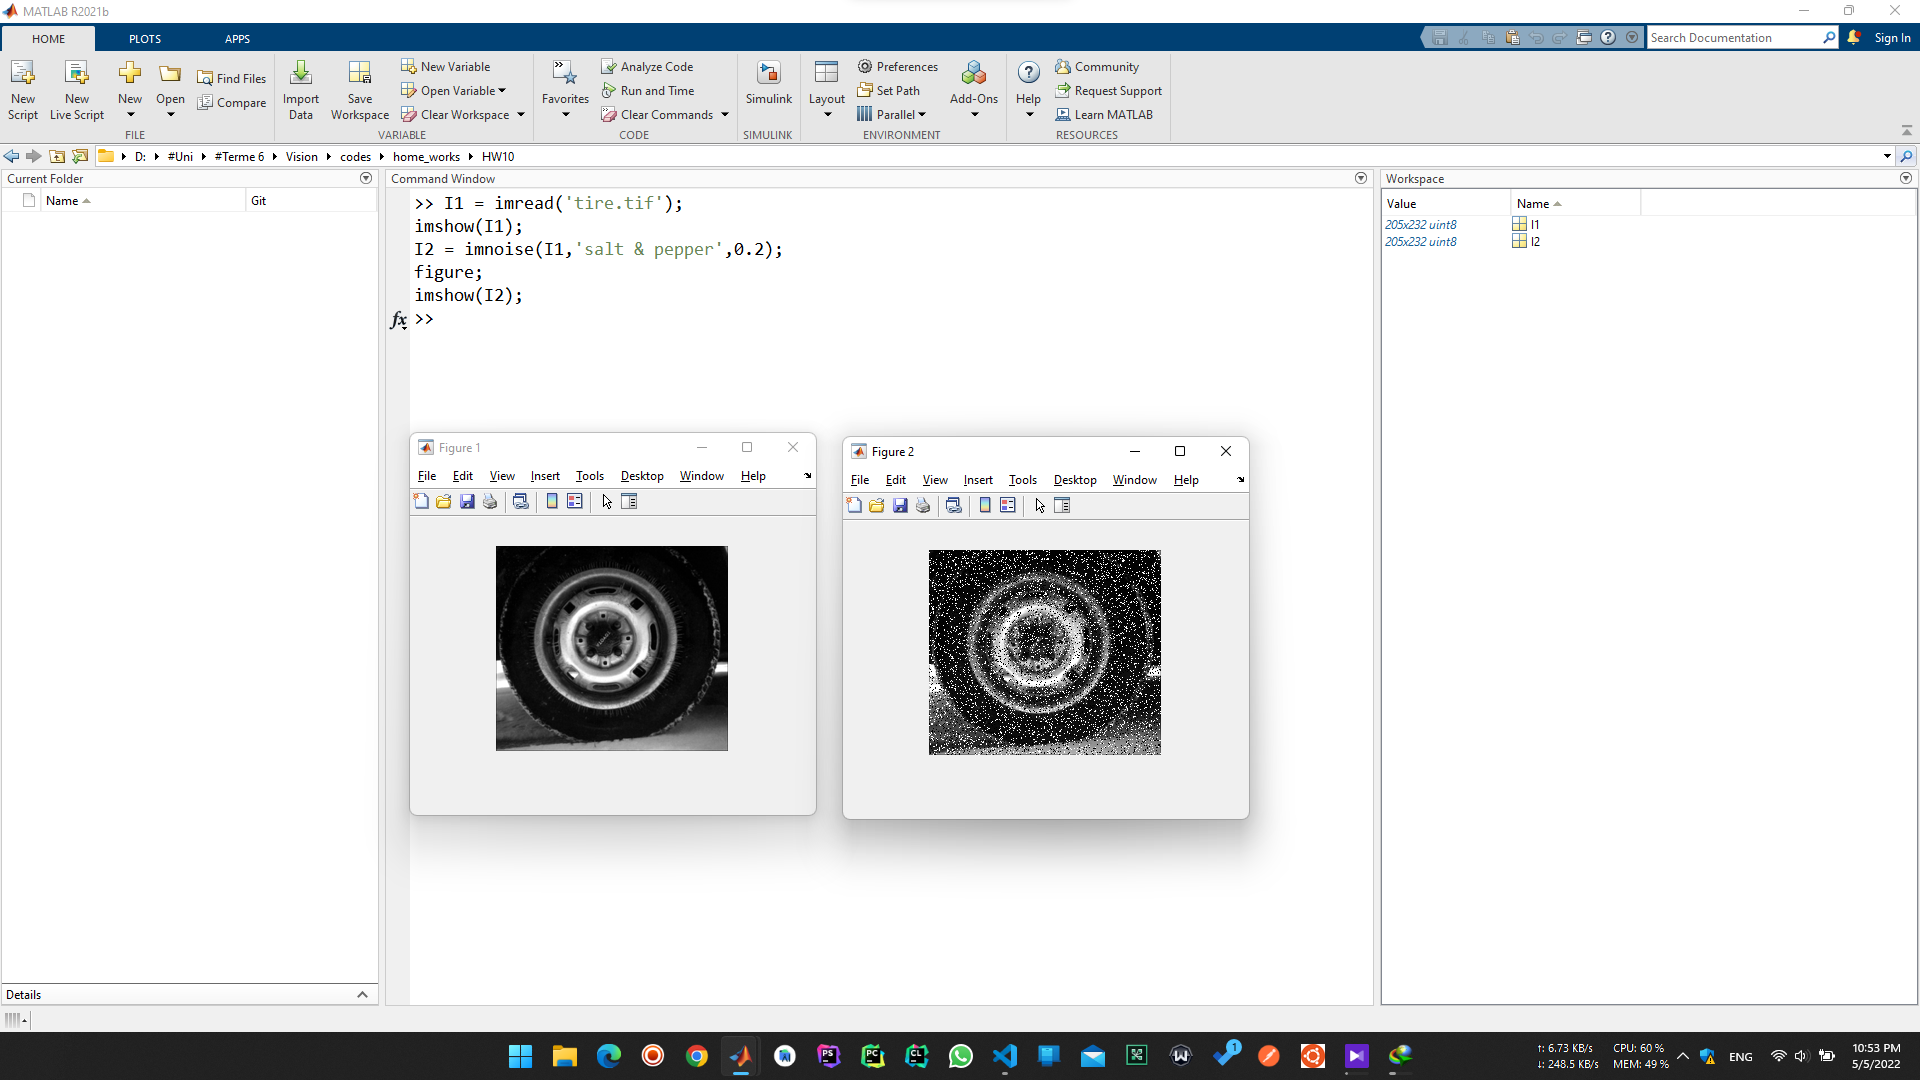 MATLAB R2021b
HOME PLOTS APPS
Search Documentation
Sign In
New Script
New Live Script
New
Open
Find Files
Compare
FILE
Import Data
Save Workspace
New Variable
Open Variable
Clear Workspace
VARIABLE
Favorites
Analyze Code
Run and Time
Clear Commands
CODE
Simulink
SIMULINK
Layout
Preferences
Set Path
Parallel
Add-Ons
ENVIRONMENT
Help
Community
Request Support
Learn MATLAB
RESOURCES
D: #Uni #Terme 6 Vision codes home_works HW10
Current Folder
Name Git
Details
Command Window
>> I1 = imread('tire.tif');
imshow(I1);
I2 = imnoise(I1,'salt & pepper',0.2);
figure;
imshow(I2);
fx >>
Workspace
Value Name
205x232 uint8 I1
205x232 uint8 I2
Figure 1
File Edit View Insert Tools Desktop Window Help
Figure 2
File Edit View Insert Tools Desktop Window Help
PS
PC
CL
W
1
↑: 6.73 KB/s
↓: 248.5 KB/s
CPU: 60 %
MEM: 49 %
ENG
10:53 PM
5/5/2022